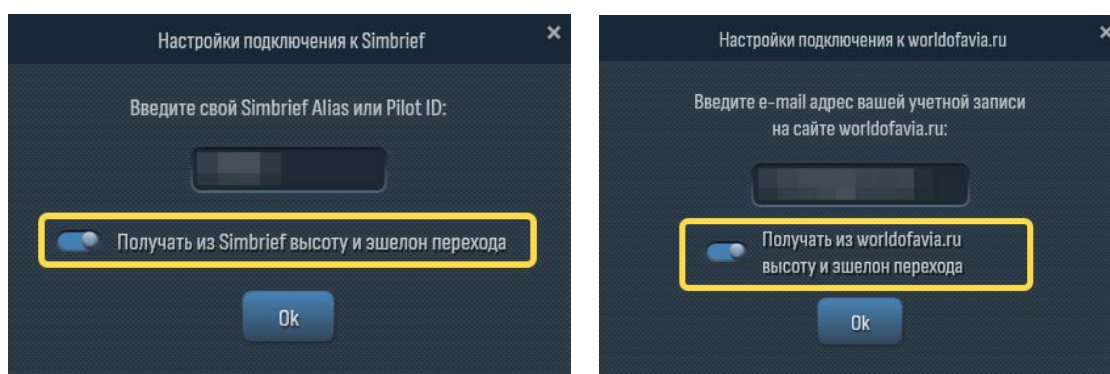 Настройки подключения к Simbrief
Введите свой Simbrief Alias или Pilot ID:
Получать из Simbrief высоту и эшелон перехода
Ok
Настройки подключения к worldofavia.ru
Введите e-mail адрес вашей учетной записи
на сайте worldofavia.ru:
Получать из worldofavia.ru
высоту и эшелон перехода
Ok